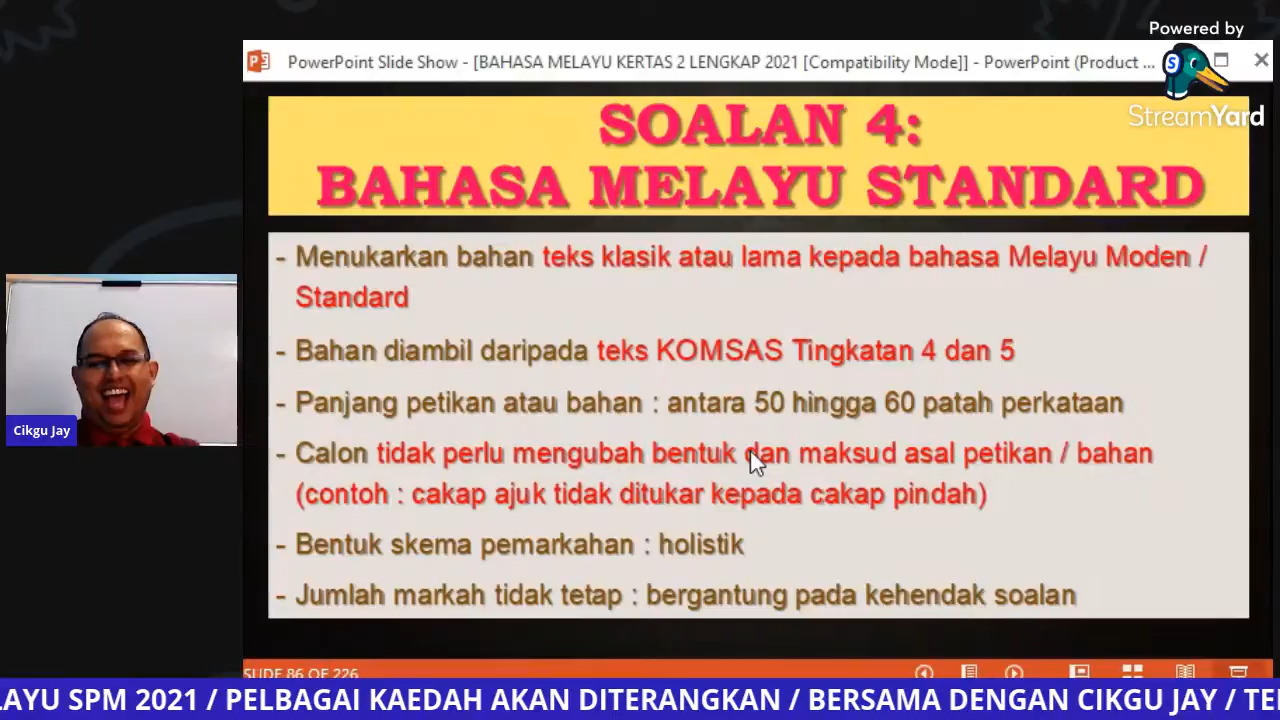 Powered by
StreamYard
PowerPoint Slide Show - [BAHASA MELAYU KERTAS 2 LENGKAP 2021 [Compatibility Mode]] - PowerPoint (Product ...
SOALAN 4:
BAHASA MELAYU STANDARD
- Menukarkan bahan teks klasik atau lama kepada bahasa Melayu Moden /
Standard
- Bahan diambil daripada teks KOMSAS Tingkatan 4 dan 5
- Panjang petikan atau bahan : antara 50 hingga 60 patah perkataan
- Calon tidak perlu mengubah bentuk dan maksud asal petikan / bahan
(contoh : cakap ajuk tidak ditukar kepada cakap pindah)
- Bentuk skema pemarkahan : holistik
- Jumlah markah tidak tetap : bergantung pada kehendak soalan
Cikgu Jay
SLIDE 86 OF 226
LAYU SPM 2021 / PELBAGAI KAEDAH AKAN DITERANGKAN / BERSAMA DENGAN CIKGU JAY / TE